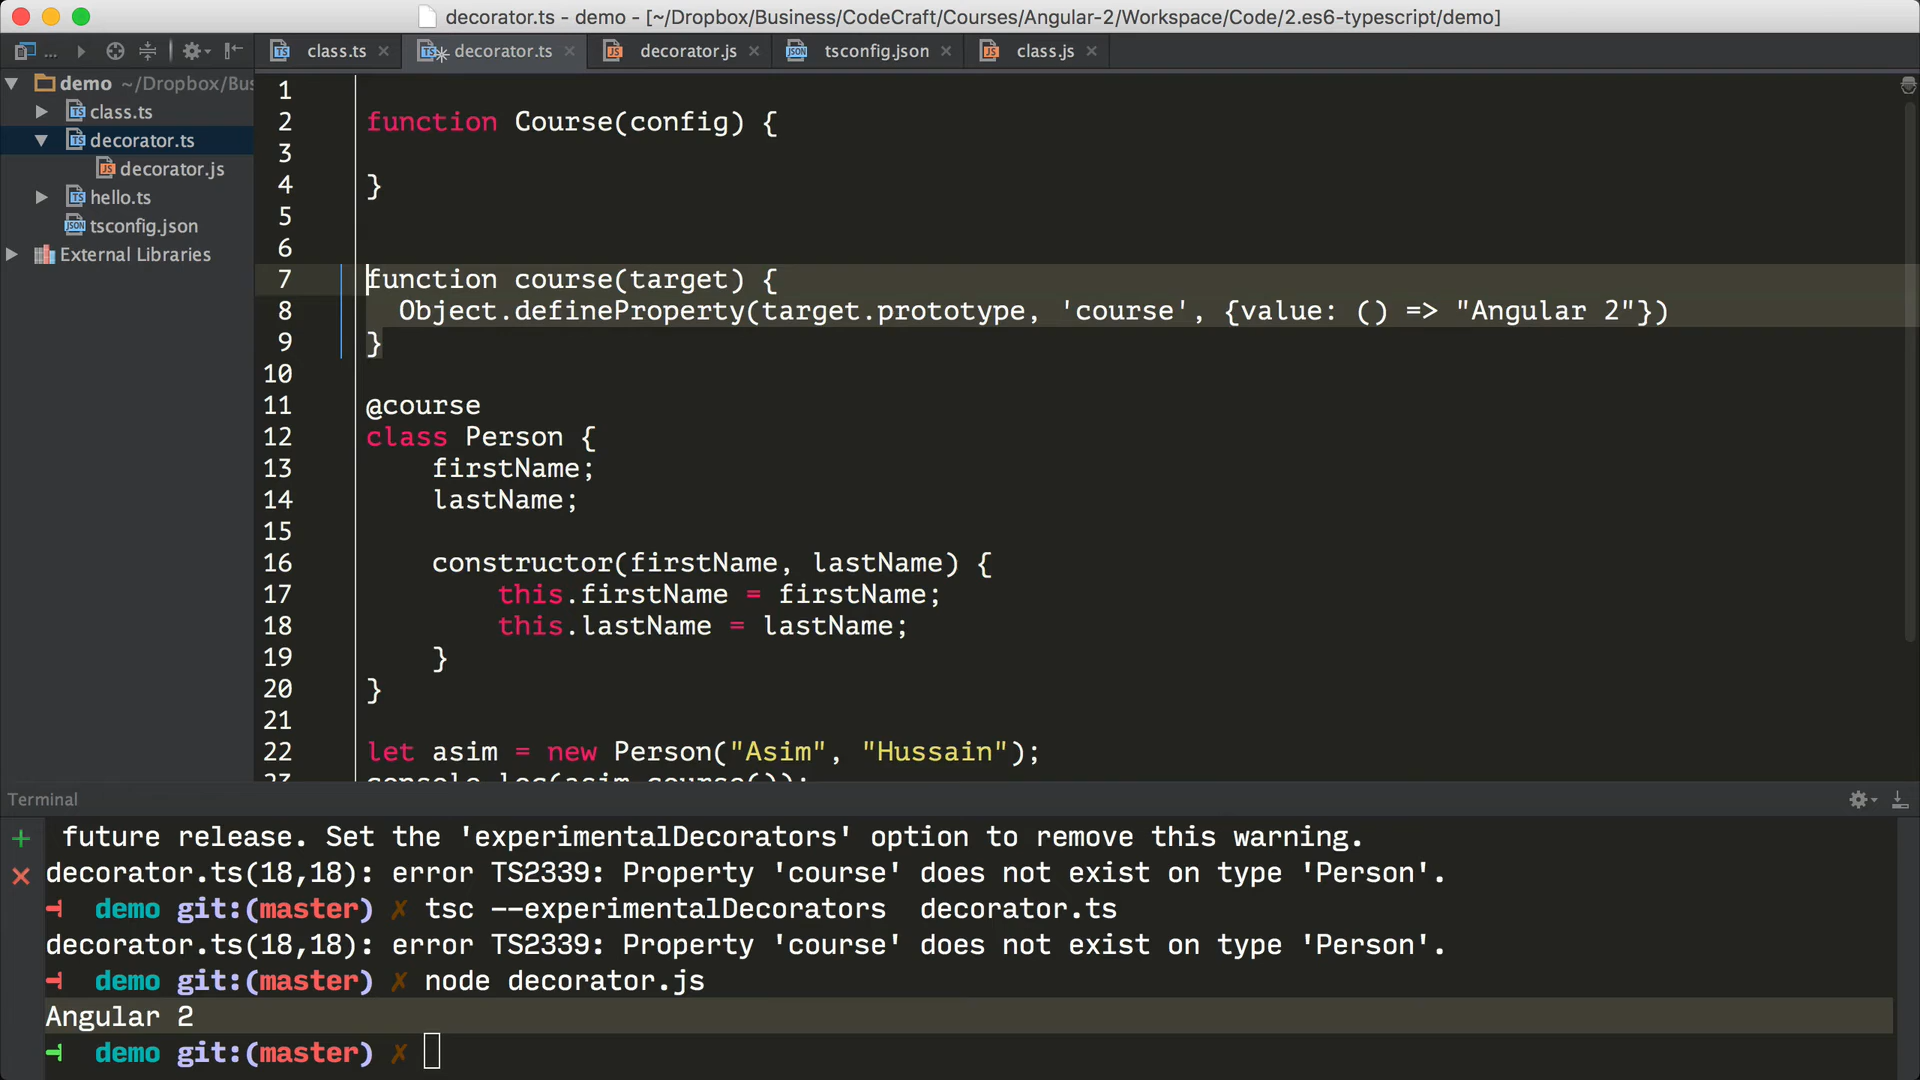 decorator.ts - demo - [~/Dropbox/Business/CodeCraft/Courses/Angular-2/Workspace/Code/2.es6-typescript/demo]
... class.ts decorator.ts decorator.js tsconfig.json class.js
demo ~/Dropbox/Bus
class.ts
decorator.ts
decorator.js
hello.ts
tsconfig.json
External Libraries
1
2 function Course(config) {
3
4 }
5
6
7 function course(target) {
8 Object.defineProperty(target.prototype, 'course', {value: () => "Angular 2"})
9 }
10
11 @course
12 class Person {
13 firstName;
14 lastName;
15
16 constructor(firstName, lastName) {
17 this.firstName = firstName;
18 this.lastName = lastName;
19 }
20 }
21
22 let asim = new Person("Asim", "Hussain");
23 console.log(asim.course());
Terminal
future release. Set the 'experimentalDecorators' option to remove this warning.
decorator.ts(18,18): error TS2339: Property 'course' does not exist on type 'Person'.
demo git:(master) ✗ tsc --experimentalDecorators decorator.ts
decorator.ts(18,18): error TS2339: Property 'course' does not exist on type 'Person'.
demo git:(master) ✗ node decorator.js
Angular 2
demo git:(master) ✗